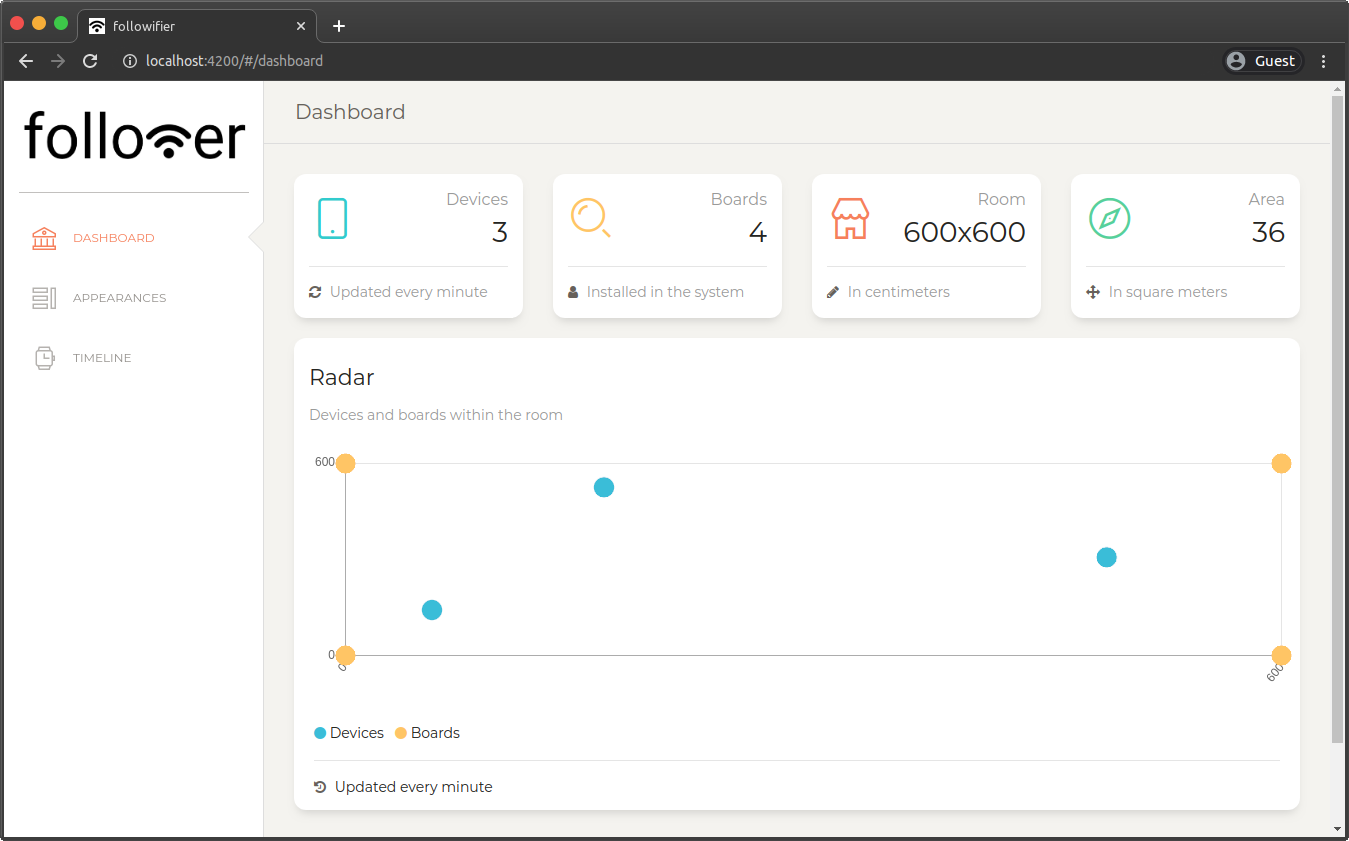 followifier
localhost:4200/#/dashboard
Guest
follower
Dashboard
DASHBOARD
APPEARANCES
TIMELINE
Devices
3
Updated every minute
Boards
4
Installed in the system
Room
600x600
In centimeters
Area
36
In square meters
Radar
Devices and boards within the room
600
0
0
600
Devices Boards
Updated every minute